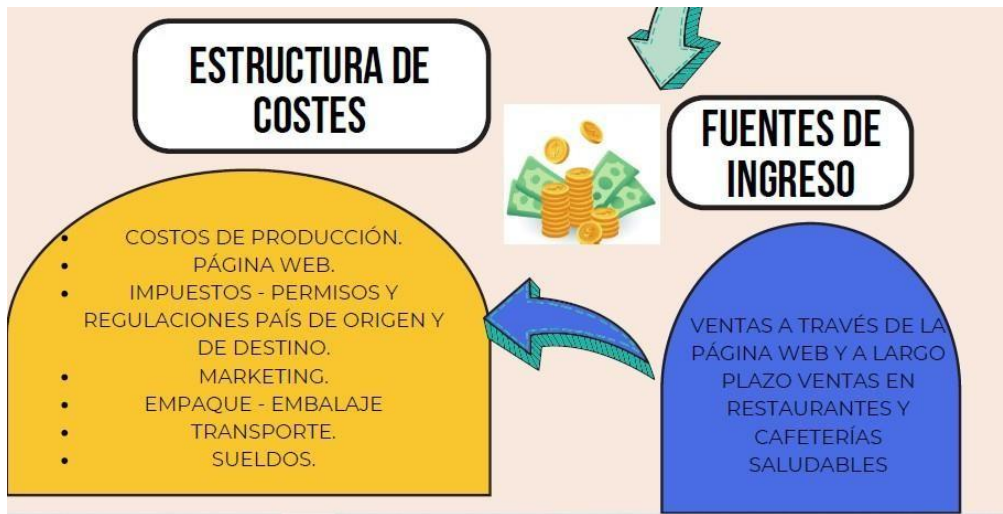 ESTRUCTURA DE
COSTES
• COSTOS DE PRODUCCIÓN.
• PÁGINA WEB.
• IMPUESTOS - PERMISOS Y
REGULACIONES PAÍS DE ORIGEN Y
DE DESTINO.
• MARKETING.
• EMPAQUE - EMBALAJE
• TRANSPORTE.
• SUELDOS.
FUENTES DE
INGRESO
VENTAS A TRAVÉS DE LA
PÁGINA WEB Y A LARGO
PLAZO VENTAS EN
RESTAURANTES Y
CAFETERÍAS
SALUDABLES